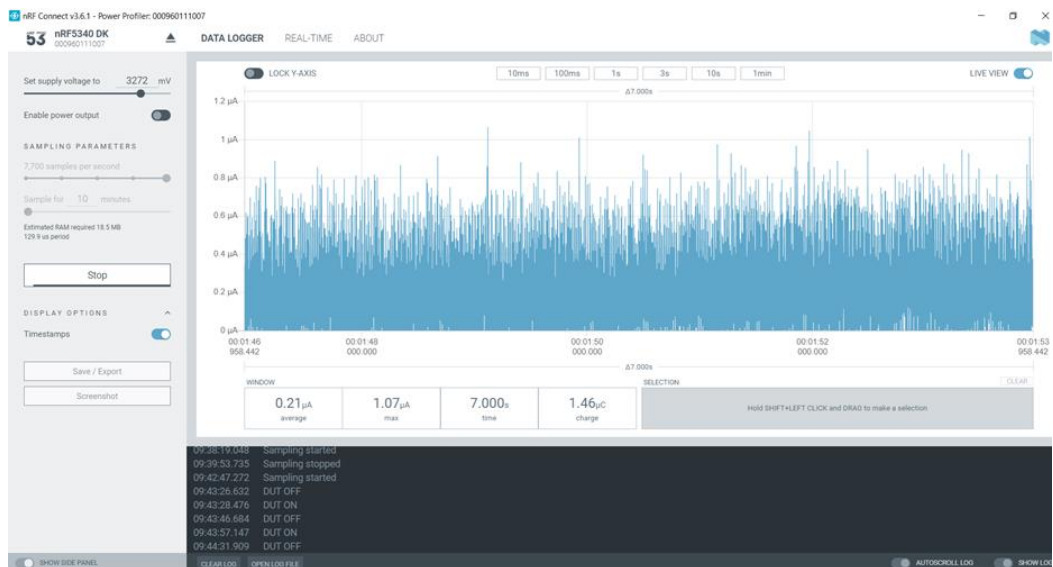 nRF Connect v3.6.1 - Power Profiler: 000960111007
53 nRF5340 DK
000960111007
DATA LOGGER REAL-TIME ABOUT
Set supply voltage to 3272 mV
Enable power output
SAMPLING PARAMETERS
7,700 samples per second
Sample for 10 minutes
Estimated RAM required 18.5 MB
129.9 us period
Stop
DISPLAY OPTIONS
Timestamps
Save / Export
Screenshot
SHOW SIDE PANEL
LOCK Y-AXIS 10ms 100ms 1s 3s 10s 1min LIVE VIEW
Δ7.000s
1.2 µA
1 µA
0.8 µA
0.6 µA
0.4 µA
0.2 µA
0 µA
00:01:46 00:01:48 00:01:50 00:01:52 00:01:53
958.442 000.000 000.000 000.000 958.442
Δ7.000s
WINDOW SELECTION CLEAR
0.21µA 1.07µA 7.000s 1.46µC
average max time charge
Hold SHIFT+LEFT CLICK and DRAG to make a selection
09:38:19.048 Sampling started
09:39:53.735 Sampling stopped
09:42:47.272 Sampling started
09:43:26.632 DUT OFF
09:43:28.476 DUT ON
09:43:46.684 DUT OFF
09:43:57.147 DUT ON
09:44:31.909 DUT OFF
CLEAR LOG OPEN LOG FILE AUTOSCROLL LOG SHOW LOG